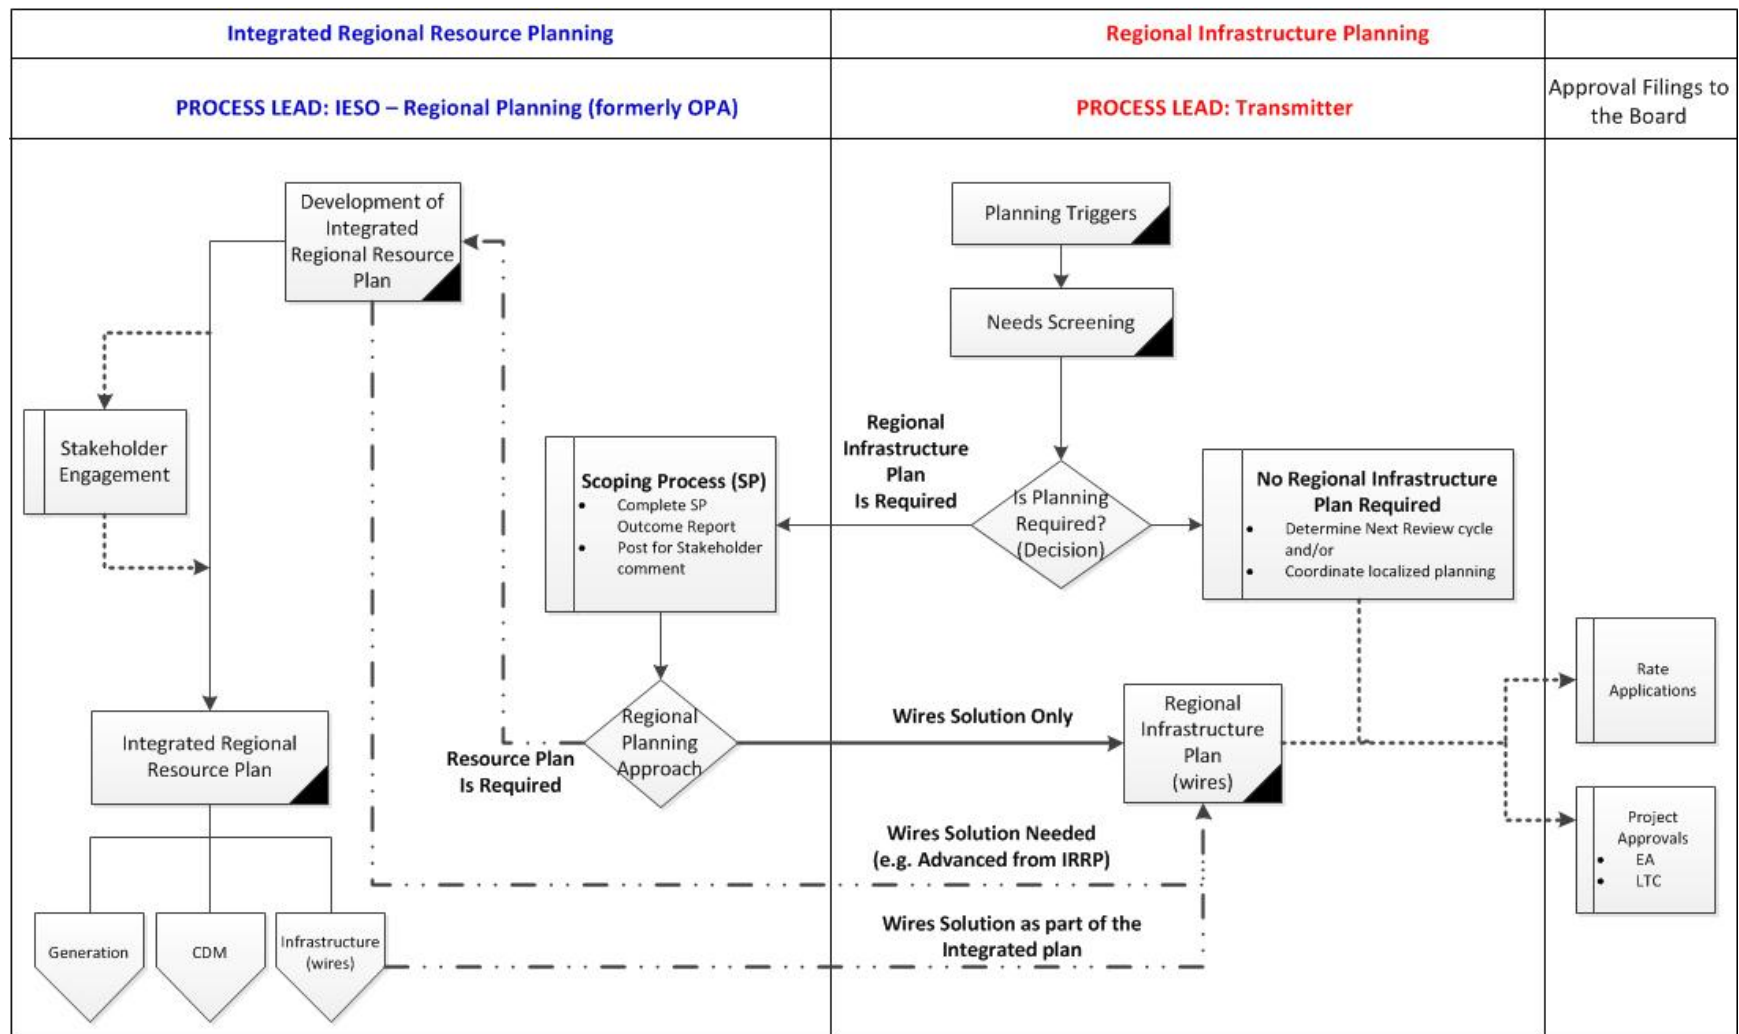 Integrated Regional Resource Planning
Regional Infrastructure Planning
PROCESS LEAD: IESO – Regional Planning (formerly OPA)
PROCESS LEAD: Transmitter
Approval Filings to
the Board
Development of
Integrated
Regional Resource
Plan
Planning Triggers
Needs Screening
Stakeholder
Engagement
Scoping Process (SP)
• Complete SP
Outcome Report
• Post for Stakeholder
comment
Regional
Infrastructure
Plan
Is Required
Is Planning
Required?
(Decision)
No Regional Infrastructure
Plan Required
• Determine Next Review cycle
and/or
• Coordinate localized planning
Rate
Applications
Integrated Regional
Resource Plan
Resource Plan
Is Required
Regional
Planning
Approach
Wires Solution Only
Regional
Infrastructure
Plan
(wires)
Project
Approvals
• EA
• LTC
Wires Solution Needed
(e.g. Advanced from IRRP)
Generation
CDM
Infrastructure
(wires)
Wires Solution as part of the
Integrated plan